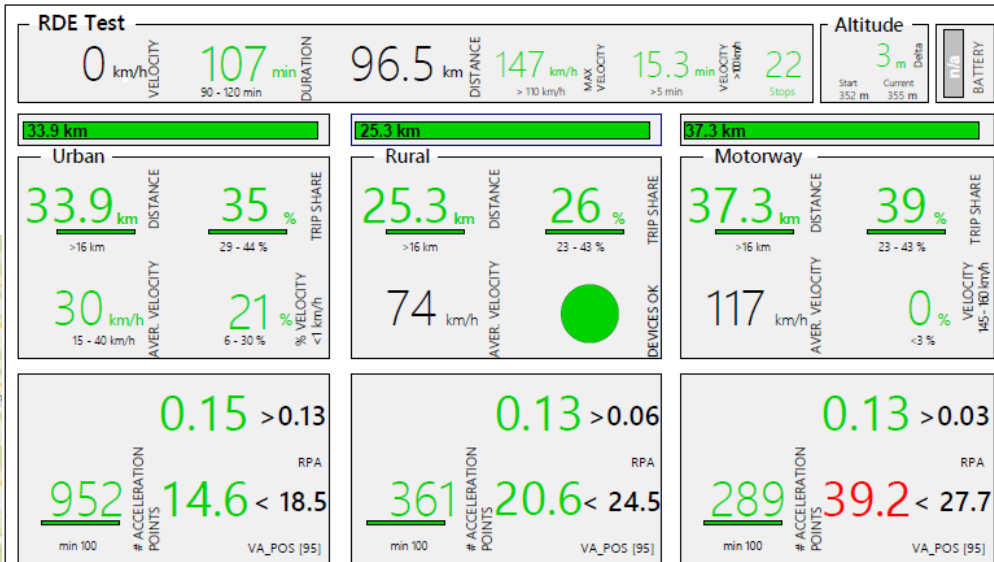 RDE Test
0 km/h VELOCITY
107 min DURATION
90 - 120 min
96.5 km DISTANCE
147 km/h MAX VELOCITY
> 110 km/h
15.3 min VELOCITY >100km/h
>5 min
22
Stops
Altitude
3 m Delta
Start Current
352 m 355 m
n/a BATTERY
33.9 km
25.3 km
37.3 km
Urban
33.9 km DISTANCE
>16 km
35 % TRIP SHARE
29 - 44 %
30 km/h AVER. VELOCITY
15 - 40 km/h
21 % % VELOCITY <1 km/h
6 - 30 %
Rural
25.3 km DISTANCE
>16 km
26 % TRIP SHARE
23 - 43 %
74 km/h AVER. VELOCITY
DEVICES OK
Motorway
37.3 km DISTANCE
>16 km
39 % TRIP SHARE
23 - 43 %
117 km/h AVER. VELOCITY
0 % VELOCITY 145 - 160 km/h
<3 %
0.15 >0.13
RPA
952 # ACCELERATION POINTS
min 100
14.6 < 18.5
VA_POS [95]
0.13 >0.06
RPA
361 # ACCELERATION POINTS
min 100
20.6 < 24.5
VA_POS [95]
0.13 >0.03
RPA
289 # ACCELERATION POINTS
min 100
39.2 < 27.7
VA_POS [95]